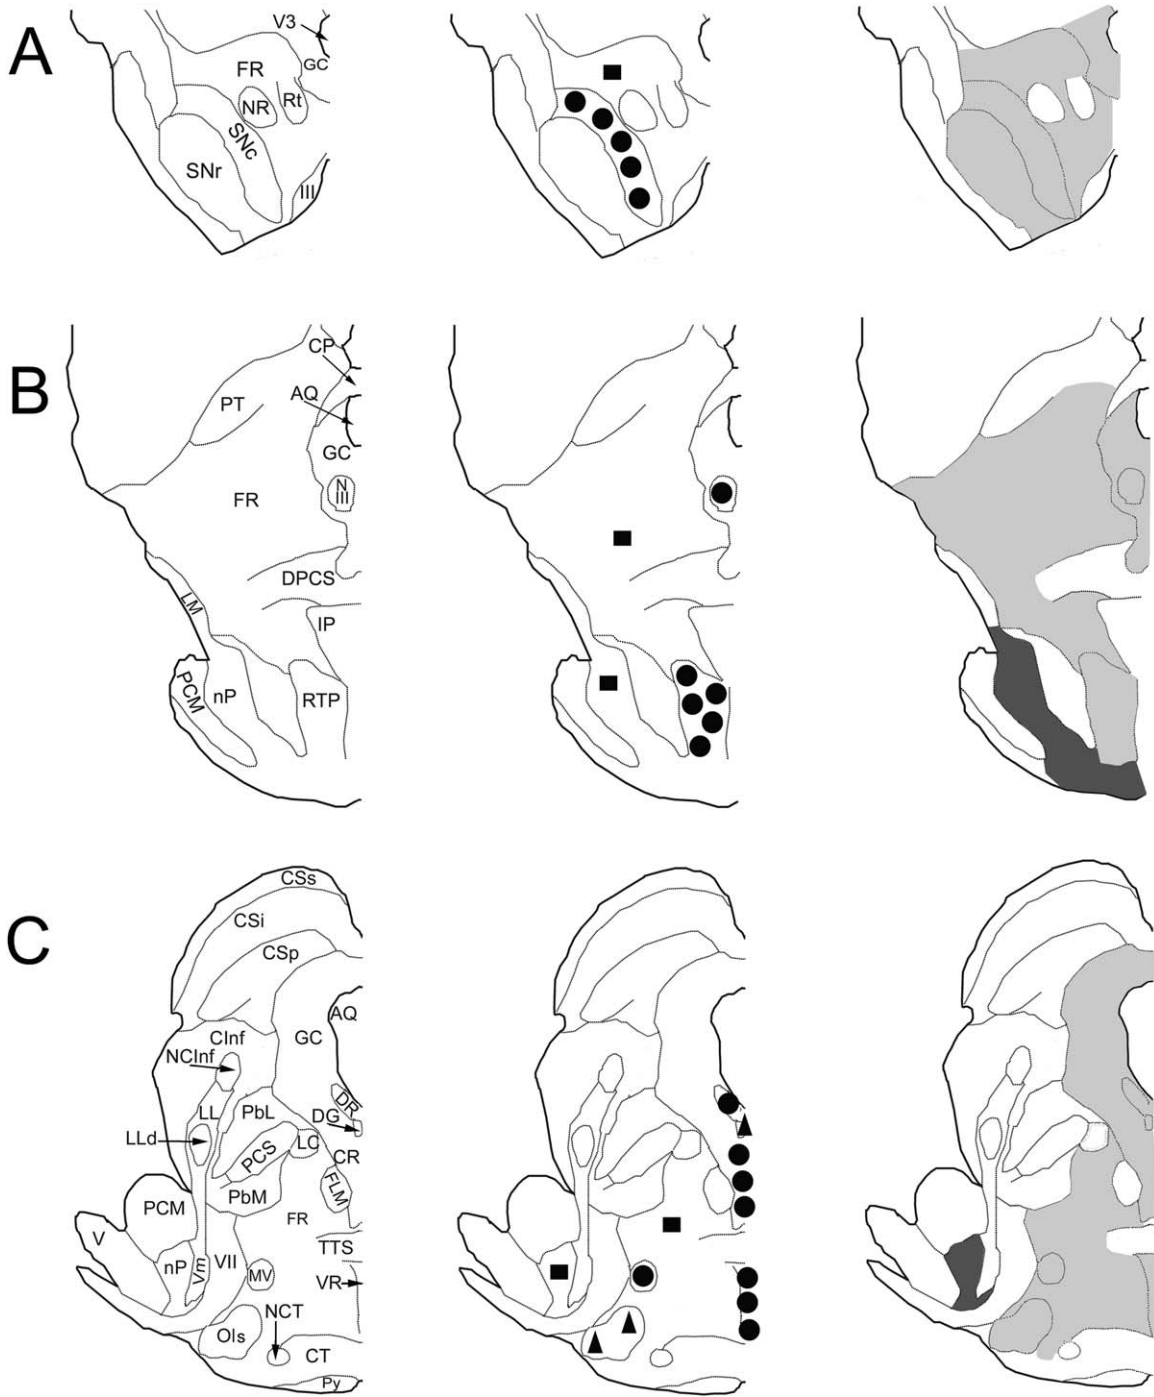 A
V3
GC
FR
NR
Rt
SNc
SNr
III
B
CP
AQ
PT
GC
N
III
FR
DPCS
LM
IP
PCM
nP
RTP
C
CSs
CSi
CSp
AQ
CInf
GC
NCInf
DR
LL
PbL
DG
LLd
LC
PCS
CR
FLM
PbM
PCM
FR
V
TTS
nP
Vm
VII
MV
VR
NCT
OIs
CT
Py